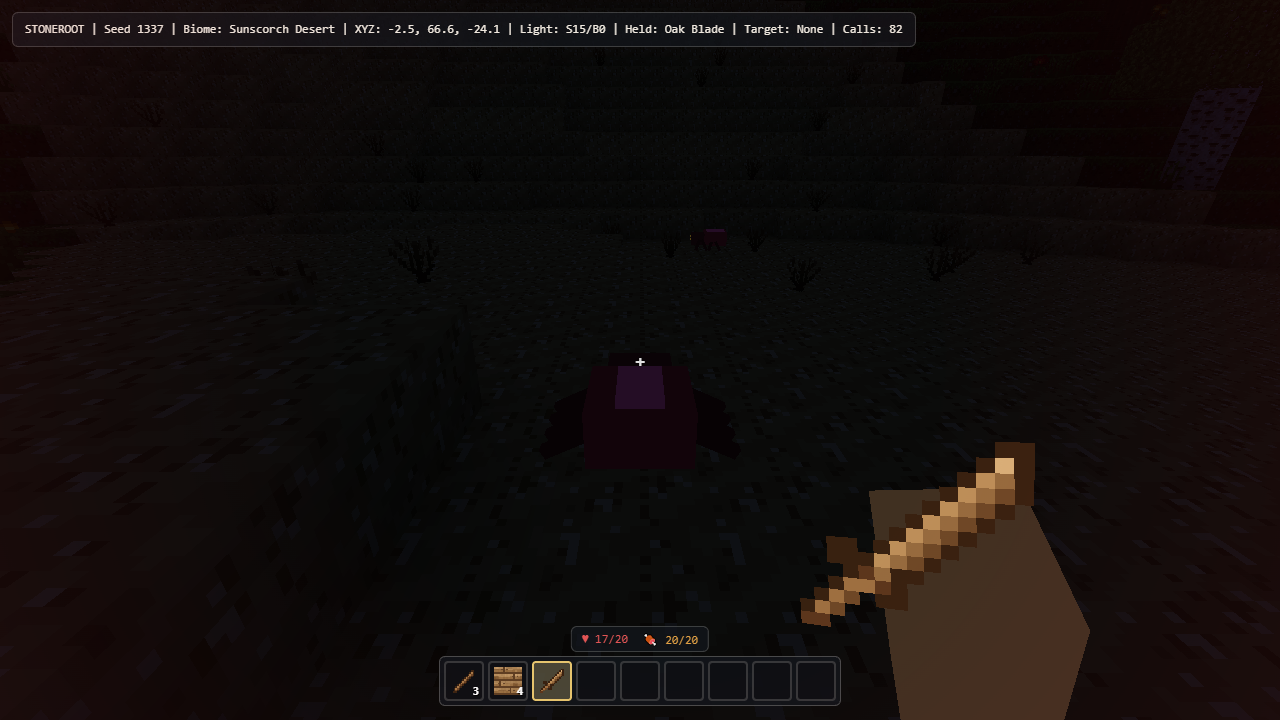 STONEROOT | Seed 1337 | Biome: Sunscorch Desert | XYZ: -2.5, 66.6, -24.1 | Light: S15/B0 | Held: Oak Blade | Target: None | Calls: 82
♥ 17/20 20/20
3 4